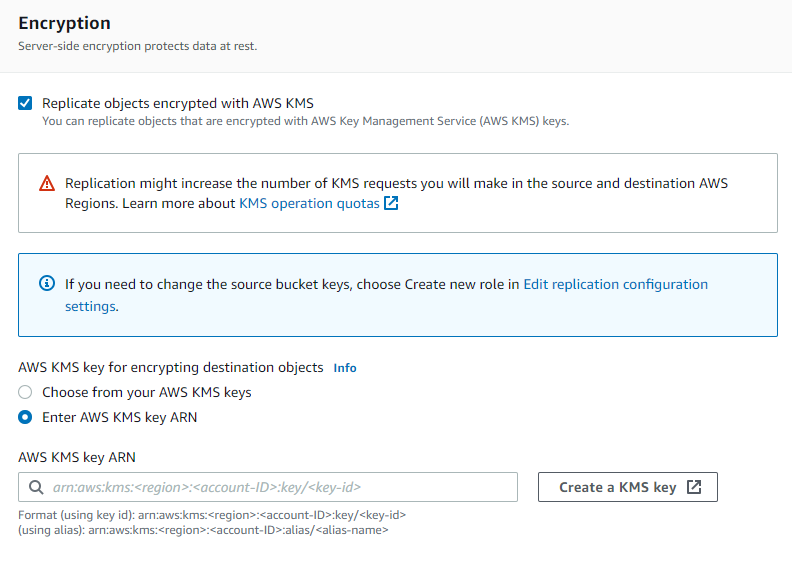 Encryption
Server-side encryption protects data at rest.
Replicate objects encrypted with AWS KMS
You can replicate objects that are encrypted with AWS Key Management Service (AWS KMS) keys.
Replication might increase the number of KMS requests you will make in the source and destination AWS
Regions. Learn more about KMS operation quotas
If you need to change the source bucket keys, choose Create new role in Edit replication configuration
settings.
AWS KMS key for encrypting destination objects Info
Choose from your AWS KMS keys
Enter AWS KMS key ARN
AWS KMS key ARN
arn:aws:kms:<region>:<account-ID>:key/<key-id>
Create a KMS key
Format (using key id): arn:aws:kms:<region>:<account-ID>:key/<key-id>
(using alias): arn:aws:kms:<region>:<account-ID>:alias/<alias-name>